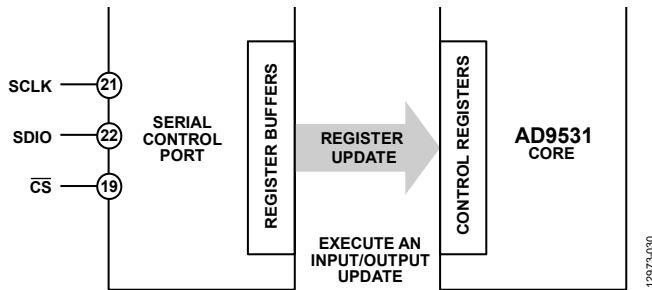 SCLK
21
SDIO
22
CS
19
SERIAL
CONTROL
PORT
REGISTER BUFFERS
REGISTER
UPDATE
EXECUTE AN
INPUT/OUTPUT
UPDATE
CONTROL REGISTERS
AD9531
CORE
12973-030